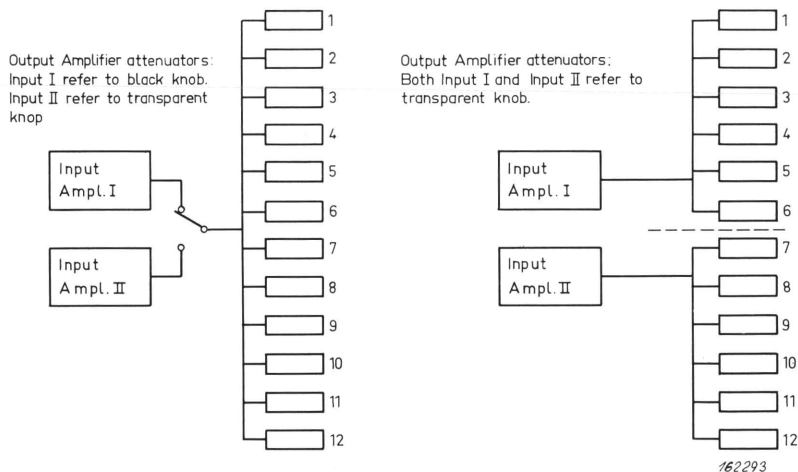 Output Amplifier attenuators:
Input I refer to black knob.
Input II refer to transparent
knop
Input
Ampl. I
Input
Ampl. II
1
2
3
4
5
6
7
8
9
10
11
12
Output Amplifier attenuators;
Both Input I and Input II refer to
transparent knob.
Input
Ampl. I
Input
Ampl. II
1
2
3
4
5
6
7
8
9
10
11
12
162293